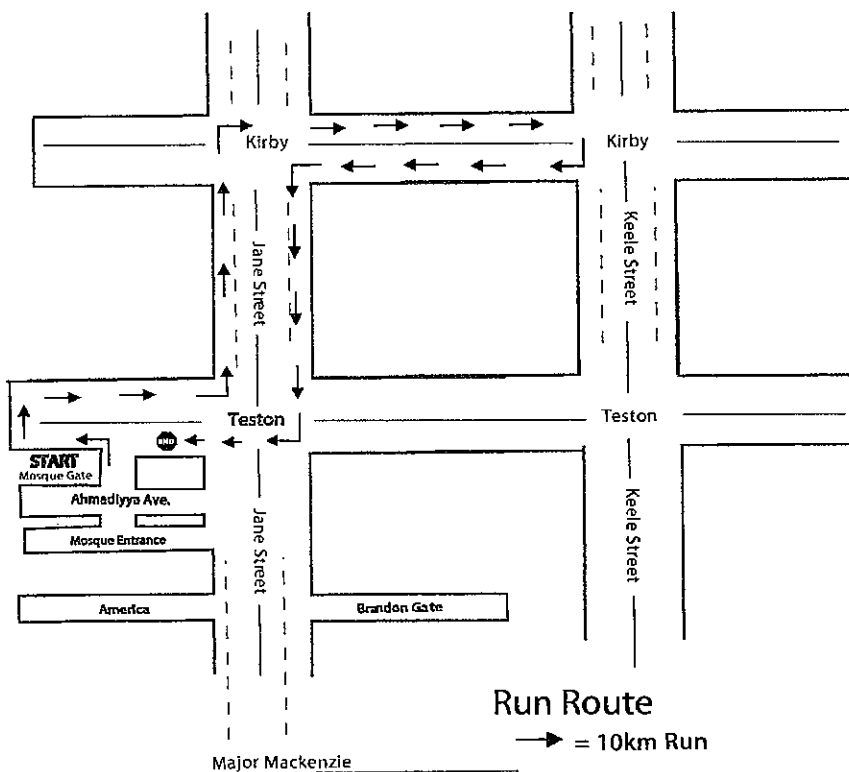 Kirby
Kirby
Jane Street
Keele Street
Teston
Teston
END
START
Mosque Gate
Ahmadiyya Ave.
Mosque Entrance
Jane Street
Keele Street
America
Brandon Gate
Run Route
= 10km Run
Major Mackenzie